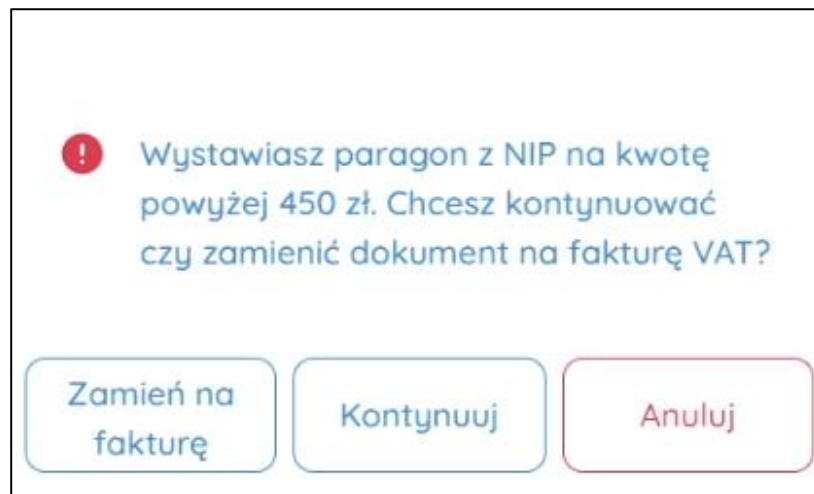 Wystawiasz paragon z NIP na kwotę
powyżej 450 zł. Chcesz kontynuować
czy zamienić dokument na fakturę VAT?
Zamień na
fakturę
Kontynuuj
Anuluj